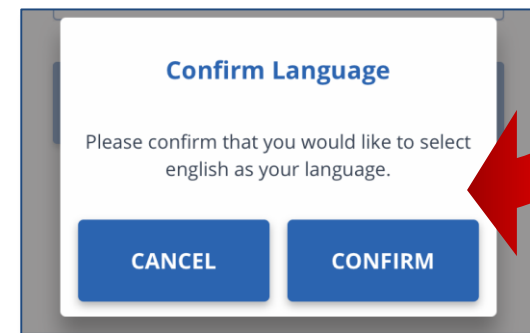 Confirm Language
Please confirm that you would like to select
english as your language.
CANCEL
CONFIRM